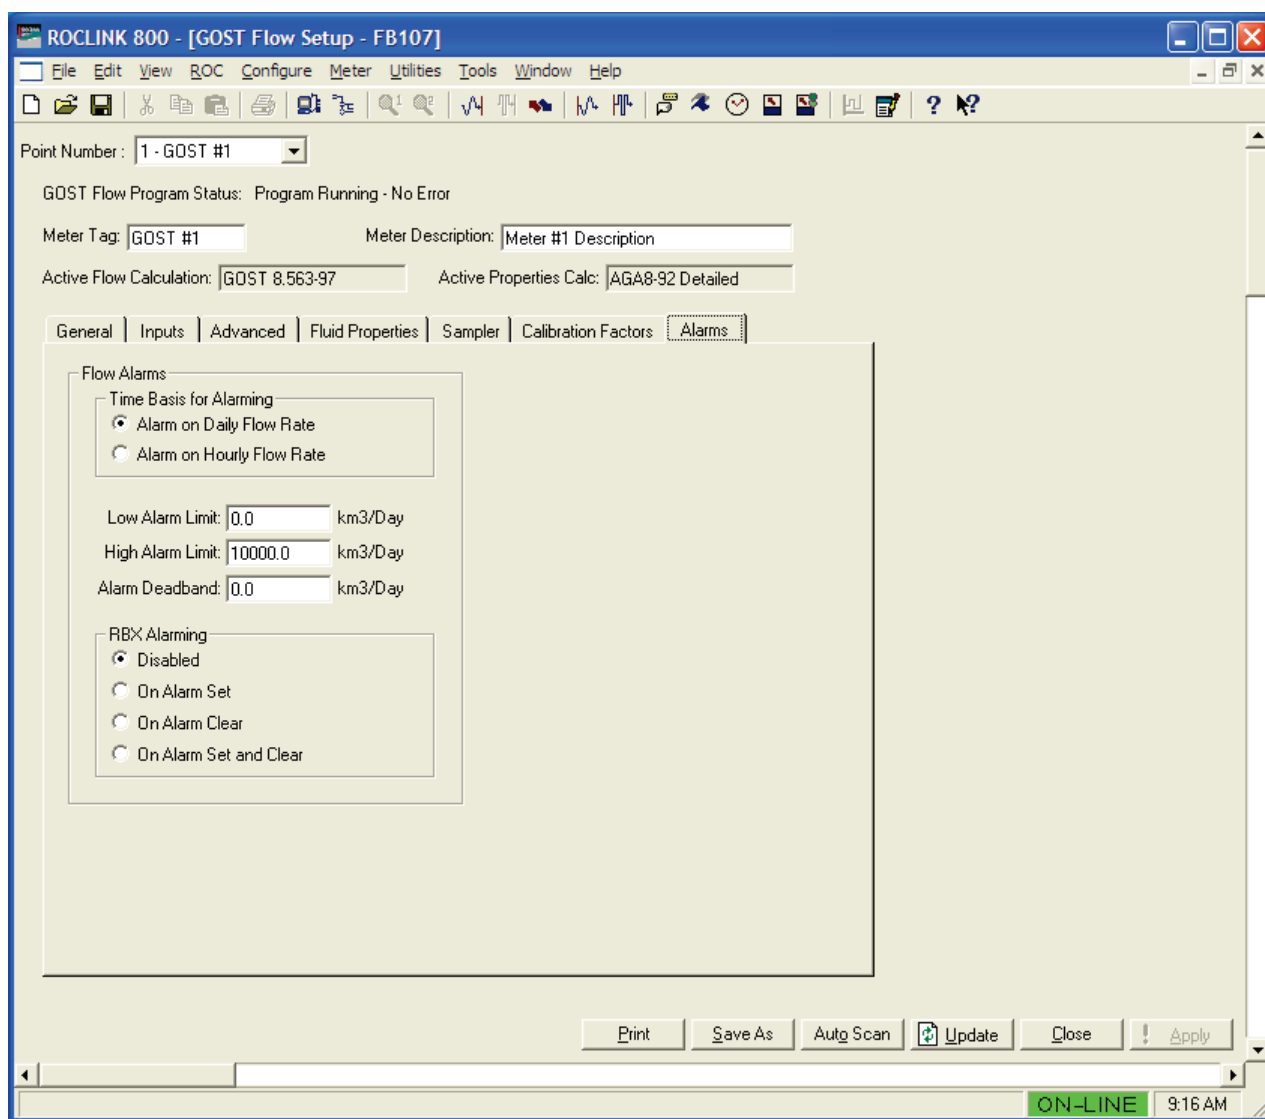 ROCLINK 800 - [GOST Flow Setup - FB107]
File Edit View ROC Configure Meter Utilities Tools Window Help
Point Number : 1 - GOST #1
GOST Flow Program Status: Program Running - No Error
Meter Tag: GOST #1 Meter Description: Meter #1 Description
Active Flow Calculation: GOST 8.563-97 Active Properties Calc: AGA8-92 Detailed
General Inputs Advanced Fluid Properties Sampler Calibration Factors Alarms
Flow Alarms
Time Basis for Alarming
Alarm on Daily Flow Rate
Alarm on Hourly Flow Rate
Low Alarm Limit: 0.0 km3/Day
High Alarm Limit: 10000.0 km3/Day
Alarm Deadband: 0.0 km3/Day
RBX Alarming
Disabled
On Alarm Set
On Alarm Clear
On Alarm Set and Clear
Print Save As Auto Scan Update Close Apply
ON-LINE 9:16 AM